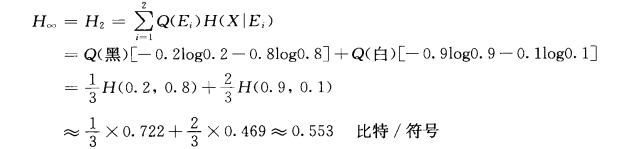 H∞ = H₂ = ∑_{i=1}^{2} Q(Eᵢ)H(X|Eᵢ)
= Q(黑)[−0.2log0.2−0.8log0.8]+Q(白)[−0.9log0.9−0.1log0.1]
= 1/3 H(0.2, 0.8) + 2/3 H(0.9, 0.1)
≈ 1/3 × 0.722 + 2/3 × 0.469 ≈ 0.553 比特/符号